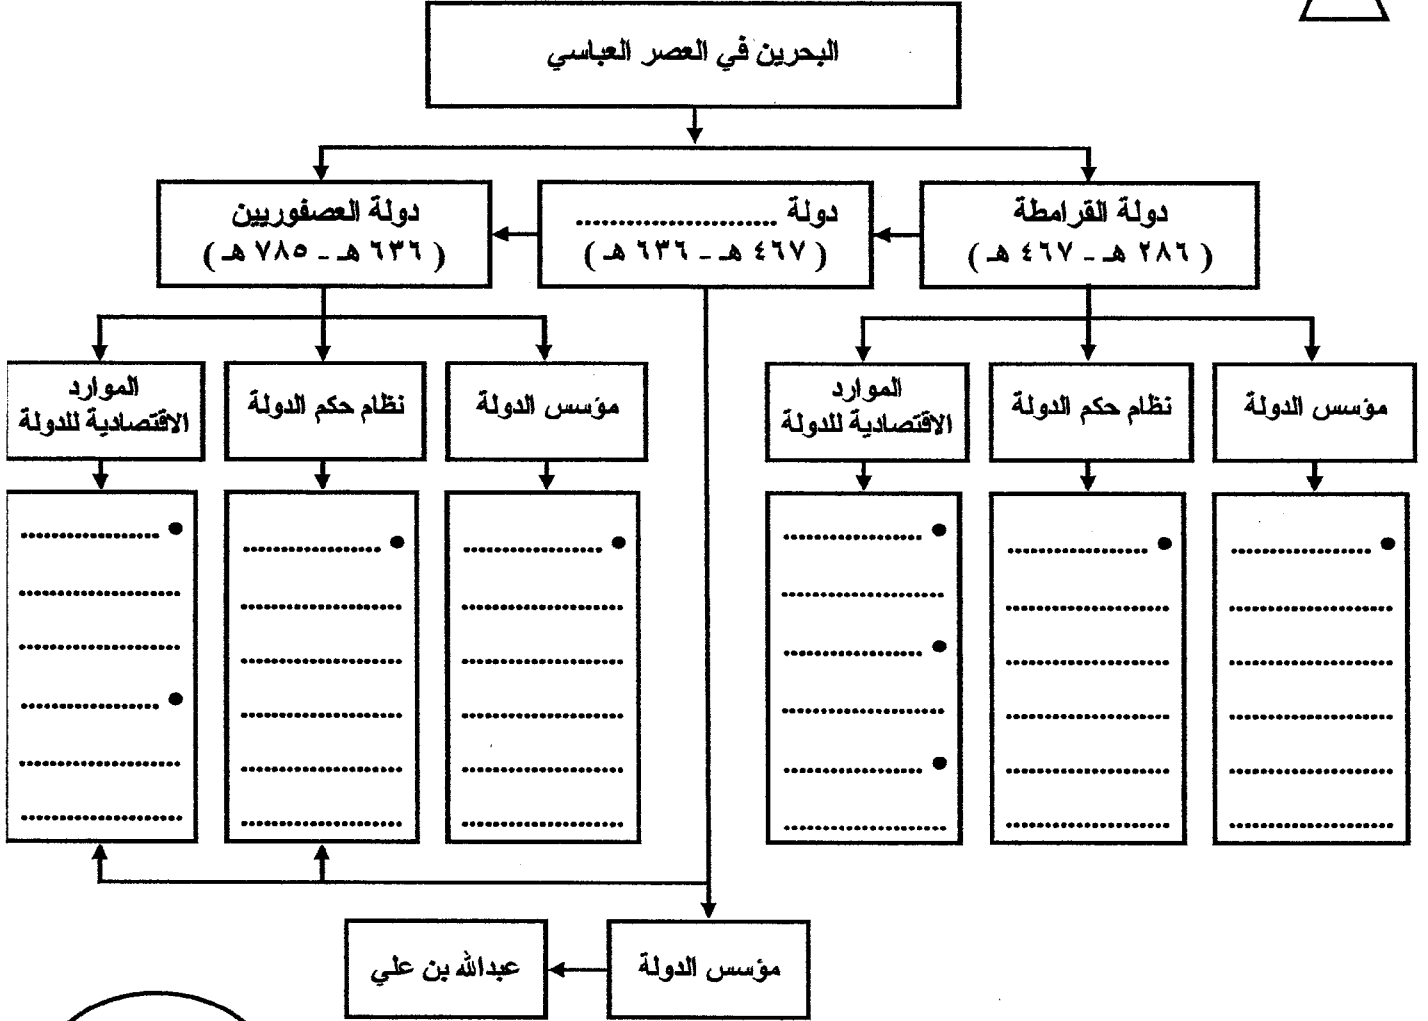 البحرين في العصر العباسي
دولة القرامطة
( ٢٨٦ هـ - ٤٦٧ هـ )
دولة ......................
( ٤٦٧ هـ - ٦٣٦ هـ )
دولة العصفوريين
( ٦٣٦ هـ - ٧٨٥ هـ )
مؤسس الدولة
نظام حكم الدولة
الموارد
الاقتصادية للدولة
مؤسس الدولة
نظام حكم الدولة
الموارد
الاقتصادية للدولة
مؤسس الدولة
عبدالله بن علي